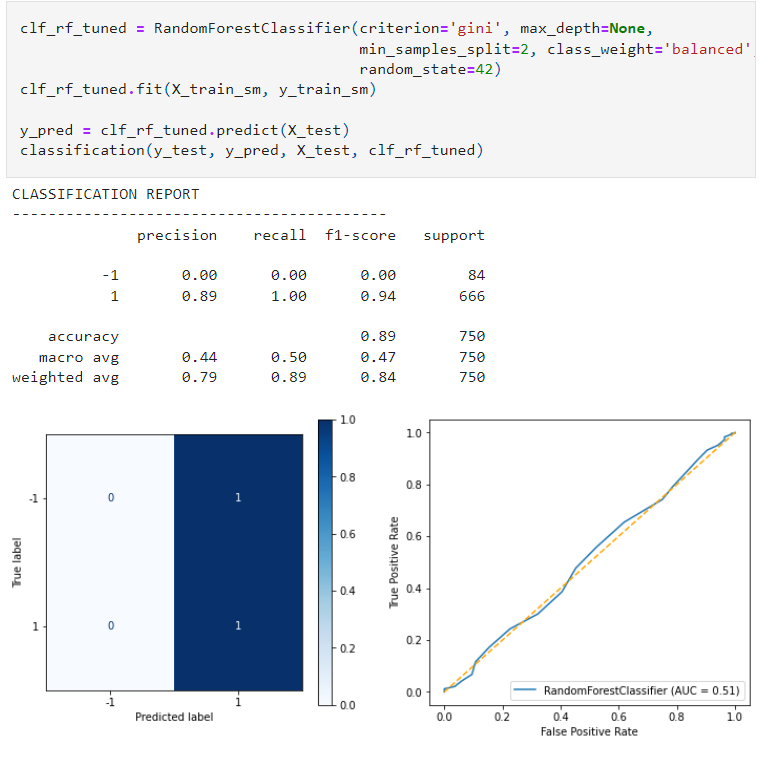 clf_rf_tuned = RandomForestClassifier(criterion='gini', max_depth=None,
min_samples_split=2, class_weight='balanced',
random_state=42)
clf_rf_tuned.fit(X_train_sm, y_train_sm)
y_pred = clf_rf_tuned.predict(X_test)
classification(y_test, y_pred, X_test, clf_rf_tuned)
CLASSIFICATION REPORT
------------------------------------------
precision recall f1-score support
-1 0.00 0.00 0.00 84
1 0.89 1.00 0.94 666
accuracy 0.89 750
macro avg 0.44 0.50 0.47 750
weighted avg 0.79 0.89 0.84 750
True label
-1
1
0 1
0 1
-1 1
Predicted label
1.0
0.8
0.6
0.4
0.2
0.0
True Positive Rate
1.0
0.8
0.6
0.4
0.2
0.0
RandomForestClassifier (AUC = 0.51)
0.0 0.2 0.4 0.6 0.8 1.0
False Positive Rate